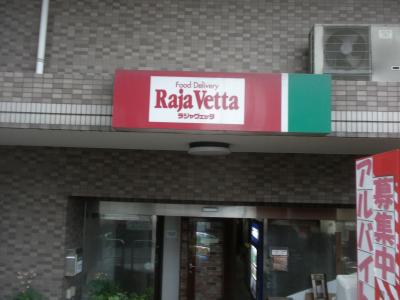 Food Delivery
Raja Vetta
ラジャヴェッタ
アルバイト
募集中